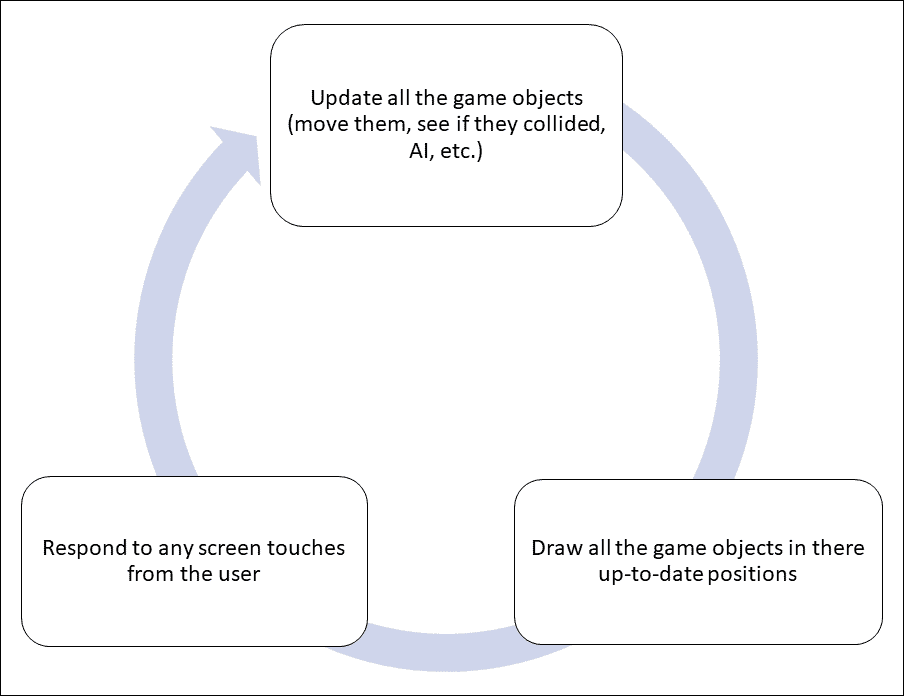 Update all the game objects
(move them, see if they collided,
AI, etc.)
Respond to any screen touches
from the user
Draw all the game objects in there
up-to-date positions